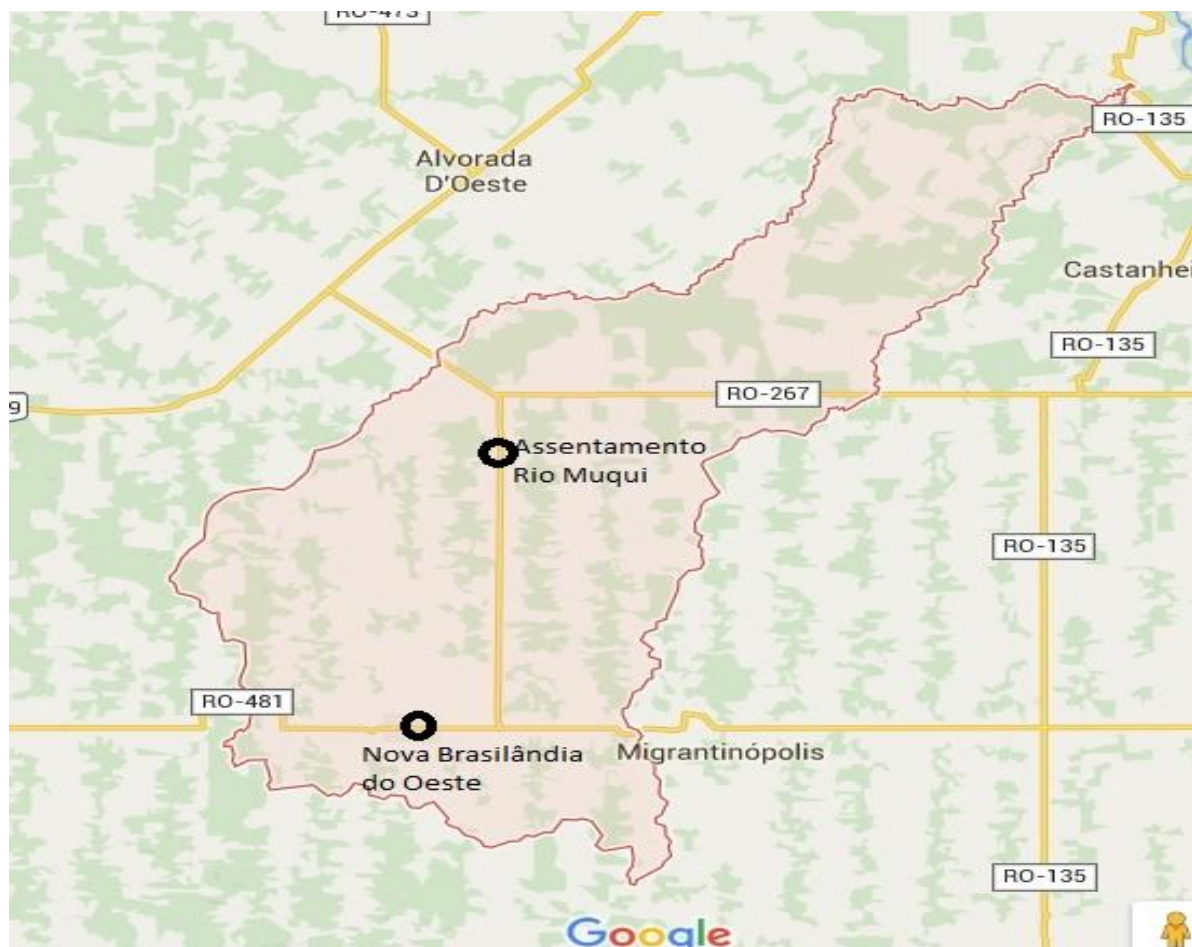 RO-473
Alvorada
D'Oeste
RO-135
Castanhei
RO-135
9
RO-267
Assentamento
Rio Muqui
RO-135
RO-481
Nova Brasilândia
do Oeste
Migrantinópolis
RO-135
Google